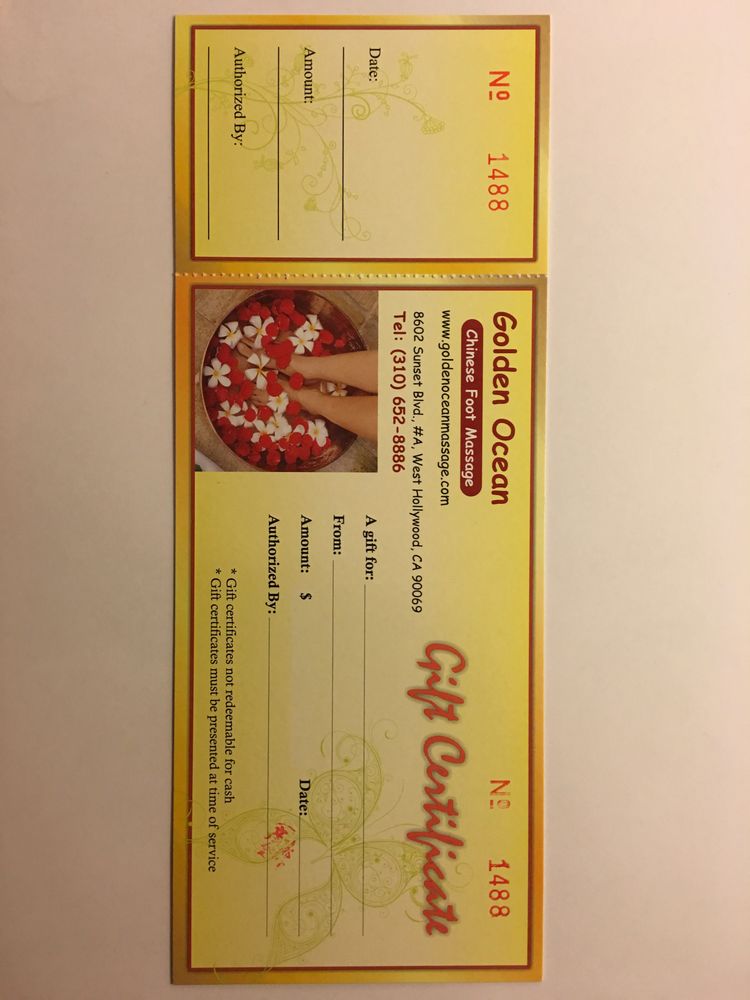 Nº 1488
Date:
Amount:
Authorized By:
Golden Ocean
Chinese Foot Massage
www.goldenoceanmassage.com
8602 Sunset Blvd., #A, West Hollywood, CA 90069
Tel: (310) 652-8886
Nº 1488
Gift Certificate
A gift for:
From:
Amount: $ Date:
Authorized By:
* Gift certificates not redeemable for cash
* Gift certificates must be presented at time of service